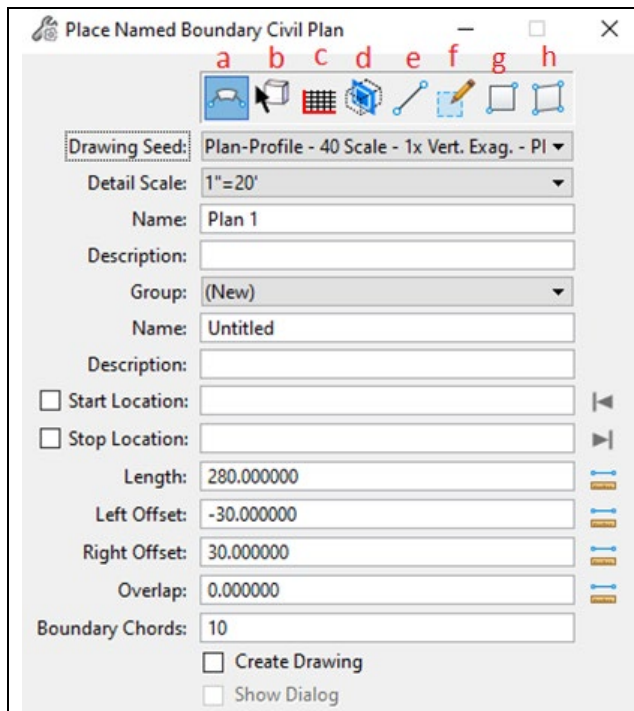 Place Named Boundary Civil Plan
a b c d e f g h
Drawing Seed: Plan-Profile - 40 Scale - 1x Vert. Exag. - Pl
Detail Scale: 1"=20'
Name: Plan 1
Description:
Group: (New)
Name: Untitled
Description:
Start Location:
Stop Location:
Length: 280.000000
Left Offset: -30.000000
Right Offset: 30.000000
Overlap: 0.000000
Boundary Chords: 10
Create Drawing
Show Dialog